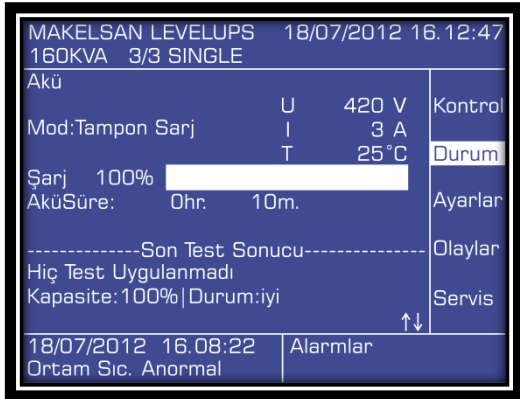 MAKELSAN LEVELUPS 18/07/2012 16.12:47
160KVA 3/3 SINGLE
Akü
U 420 V
Mod:Tampon Sarj I 3 A
T 25°C
Şarj 100%
AküSüre: 0hr. 10m.
--------------Son Test Sonucu---------------
Hiç Test Uygulanmadı
Kapasite:100%|Durum:iyi
↑↓
Kontrol
Durum
Ayarlar
Olaylar
Servis
18/07/2012 16.08:22
Ortam Sıc. Anormal
Alarmlar